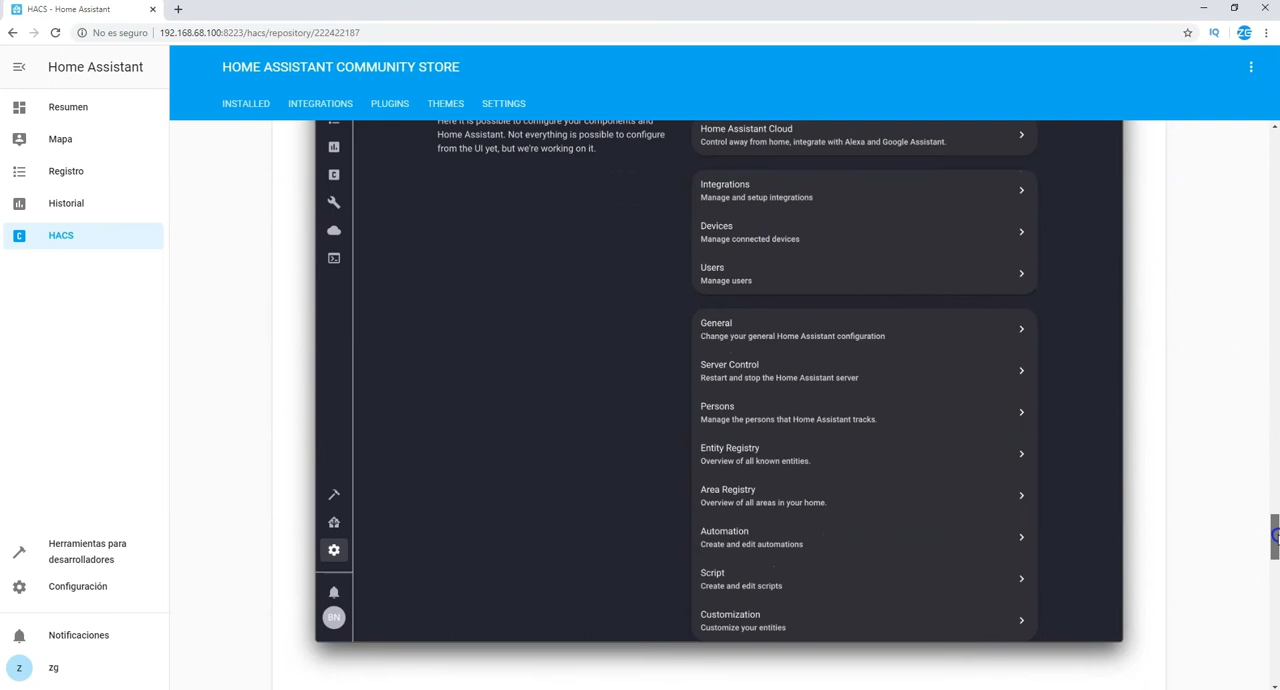 HACS - Home Assistant
No es seguro
192.168.68.100:8223/hacs/repository/222422187
IQ
ZG
Home Assistant
HOME ASSISTANT COMMUNITY STORE
INSTALLED INTEGRATIONS PLUGINS THEMES SETTINGS
Resumen
Mapa
Registro
Historial
HACS
Herramientas para
desarrolladores
Configuración
Notificaciones
z
zg
Here it is possible to configure your components and
Home Assistant. Not everything is possible to configure
from the UI yet, but we're working on it.
BN
Home Assistant Cloud
Control away from home, integrate with Alexa and Google Assistant.
Integrations
Manage and setup integrations
Devices
Manage connected devices
Users
Manage users
General
Change your general Home Assistant configuration
Server Control
Restart and stop the Home Assistant server
Persons
Manage the persons that Home Assistant tracks.
Entity Registry
Overview of all known entities.
Area Registry
Overview of all areas in your home.
Automation
Create and edit automations
Script
Create and edit scripts
Customization
Customize your entities